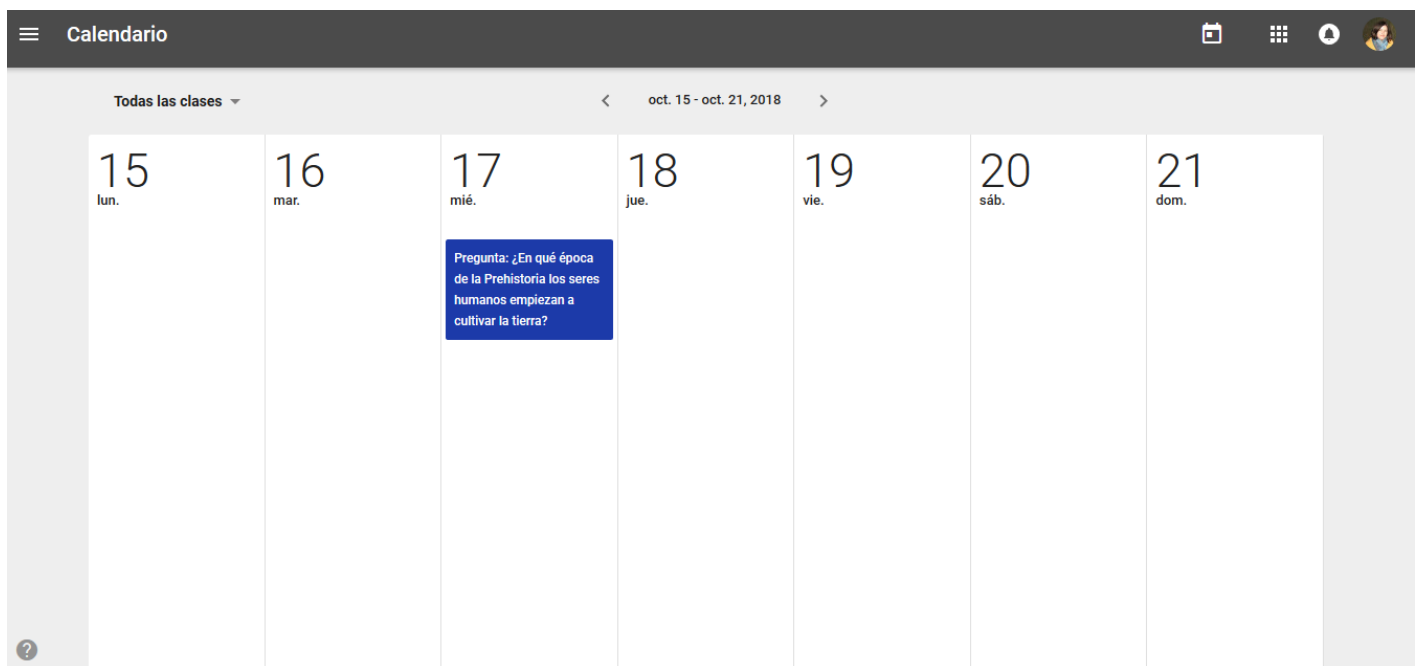 Calendario
Todas las clases
oct. 15 - oct. 21, 2018
15
lun.
16
mar.
17
mié.
18
jue.
19
vie.
20
sáb.
21
dom.
Pregunta: ¿En qué época
de la Prehistoria los seres
humanos empiezan a
cultivar la tierra?
?